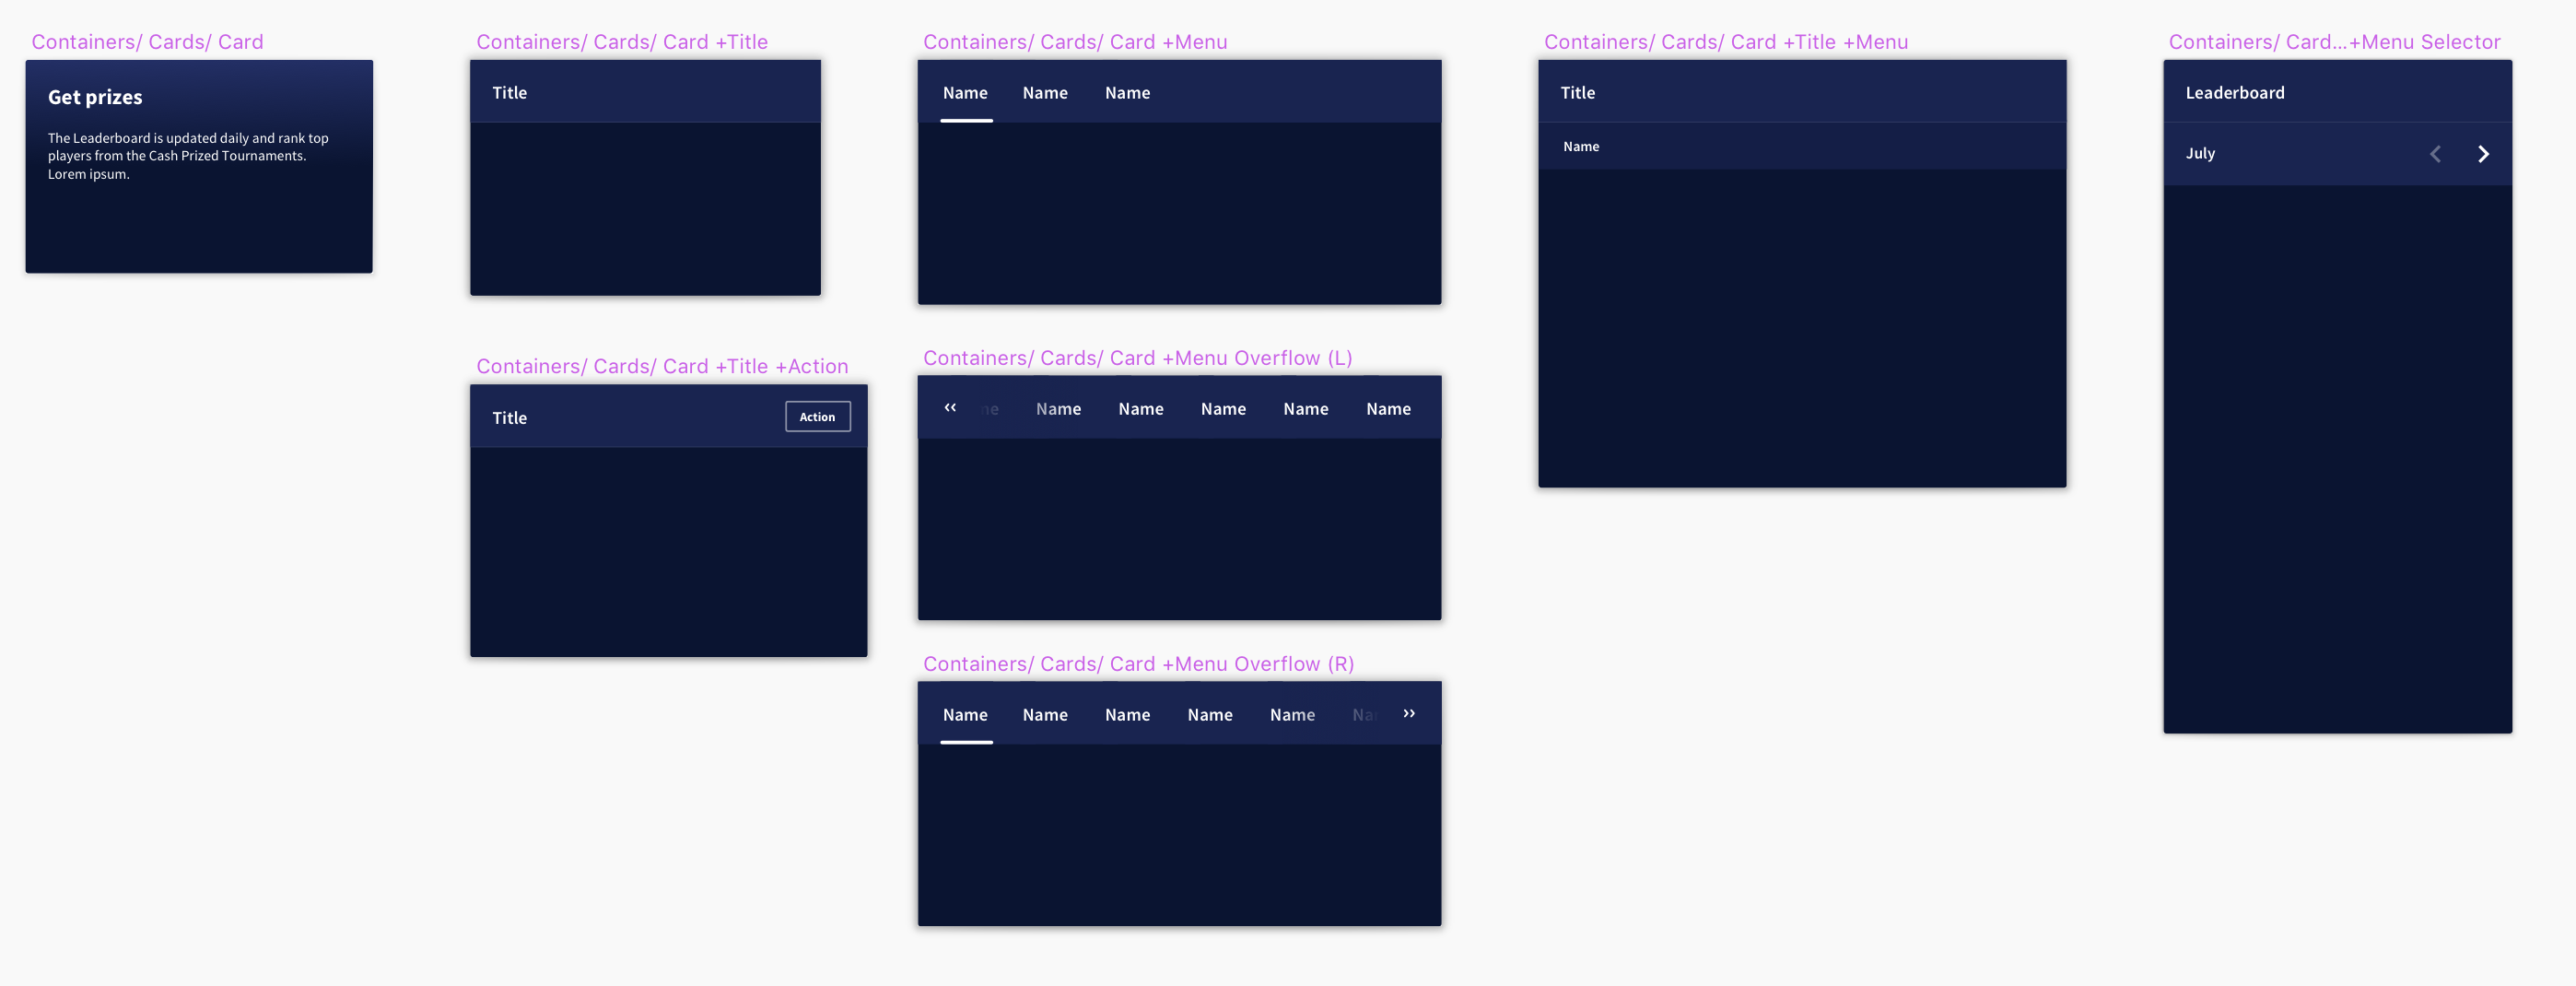 Containers/ Cards/ Card
Get prizes
The Leaderboard is updated daily and rank top
players from the Cash Prized Tournaments.
Lorem ipsum.
Containers/ Cards/ Card +Title
Title
Containers/ Cards/ Card +Title +Action
Title
Action
Containers/ Cards/ Card +Menu
Name Name Name
Containers/ Cards/ Card +Menu Overflow (L)
Name Name Name Name Name
Containers/ Cards/ Card +Menu Overflow (R)
Name Name Name Name Name
Containers/ Cards/ Card +Title +Menu
Title
Name
Containers/ Card...+Menu Selector
Leaderboard
July